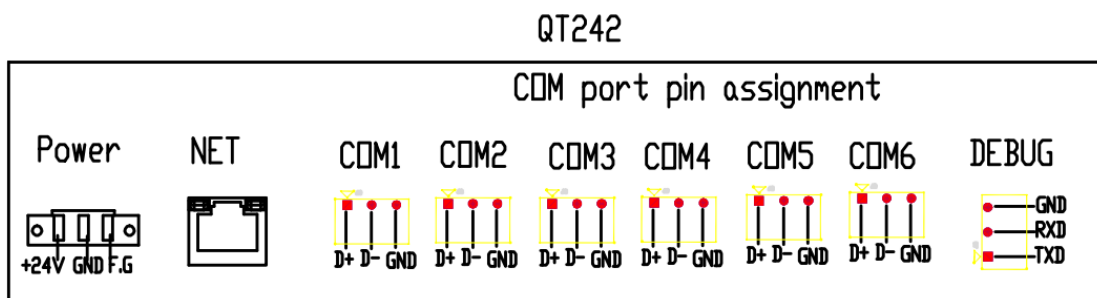 QT242
COM port pin assignment
Power NET COM1 COM2 COM3 COM4 COM5 COM6 DEBUG
+24V GND F.G
D+ D- GND
D+ D- GND
D+ D- GND
D+ D- GND
D+ D- GND
D+ D- GND
GND
RXD
TXD